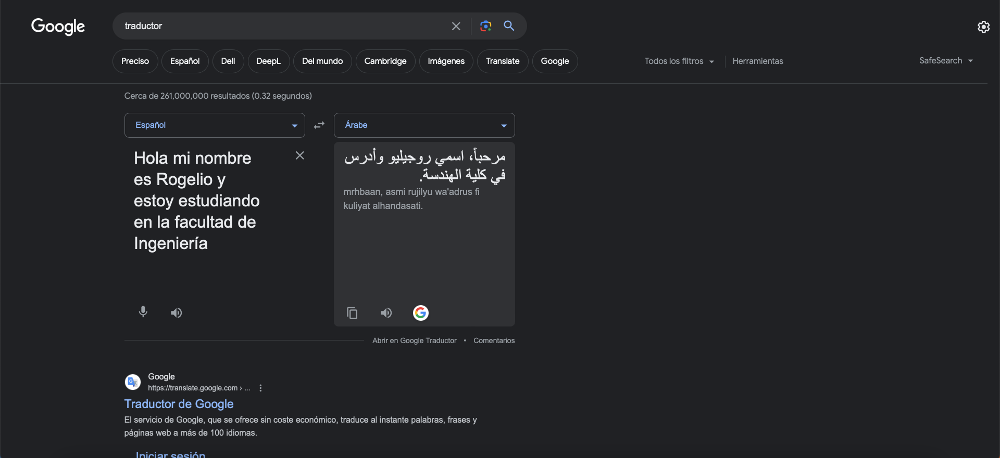 Google
traductor
Preciso
Español
Dell
DeepL
Del mundo
Cambridge
Imágenes
Translate
Google
Todos los filtros
Herramientas
SafeSearch
Cerca de 261,000,000 resultados (0.32 segundos)
Español
Árabe
Hola mi nombre
es Rogelio y
estoy estudiando
en la facultad de
Ingeniería
مرحباً، اسمي روجيليو وأدرس
في كلية الهندسة.
mrhbaan, asmi rujilyu wa'adrus fi
kuliyat alhandasati.
Abrir en Google Traductor • Comentarios
Google
https://translate.google.com › ...
Traductor de Google
El servicio de Google, que se ofrece sin coste económico, traduce al instante palabras, frases y
páginas web a más de 100 idiomas.
Iniciar sesión